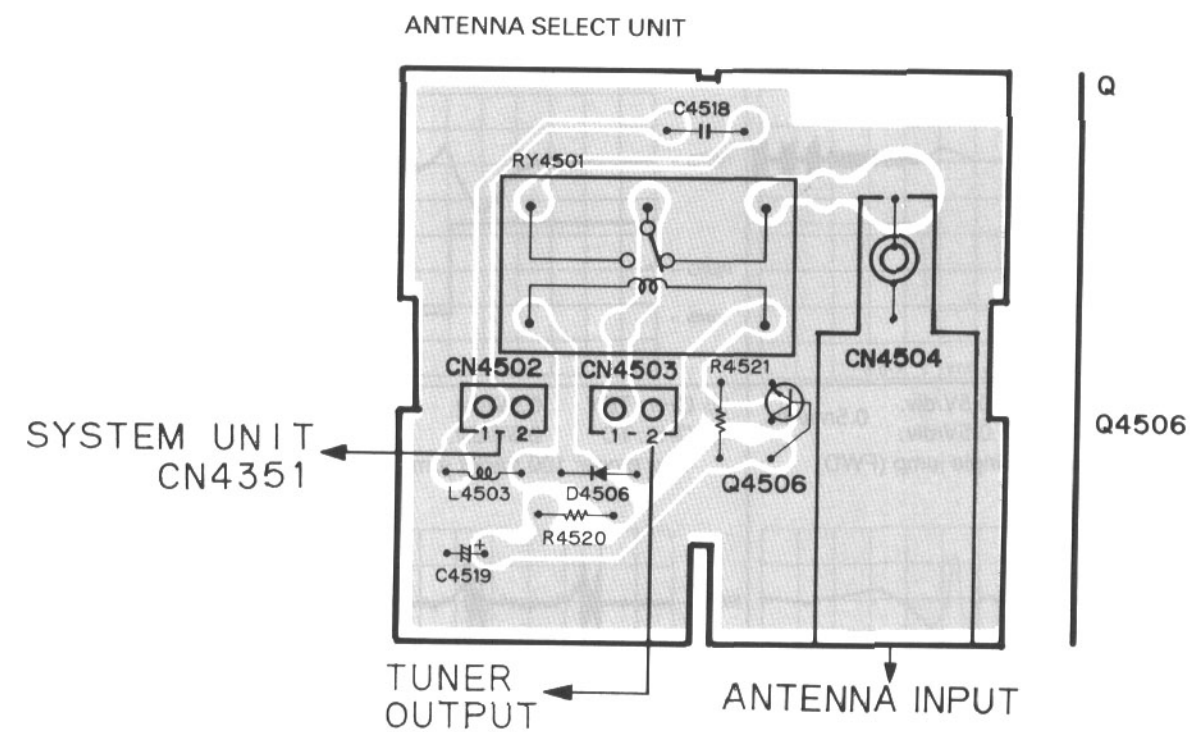 ANTENNA SELECT UNIT
Q
C4518
RY4501
CN4504
CN4502
CN4503
R4521
Q4506
SYSTEM UNIT
CN4351
1 - 2
1 - 2
L4503
D4506
Q4506
R4520
+
C4519
TUNER
OUTPUT
ANTENNA INPUT